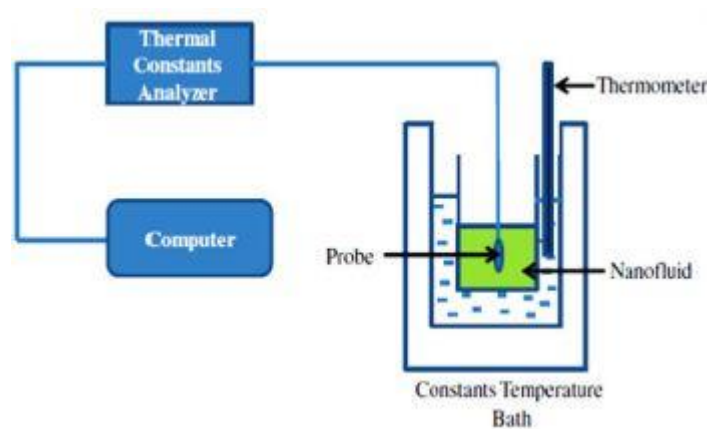 Thermal
Constants
Analyzer
Thermometer
Computer
Probe
Nanofluid
Constants Temperature
Bath